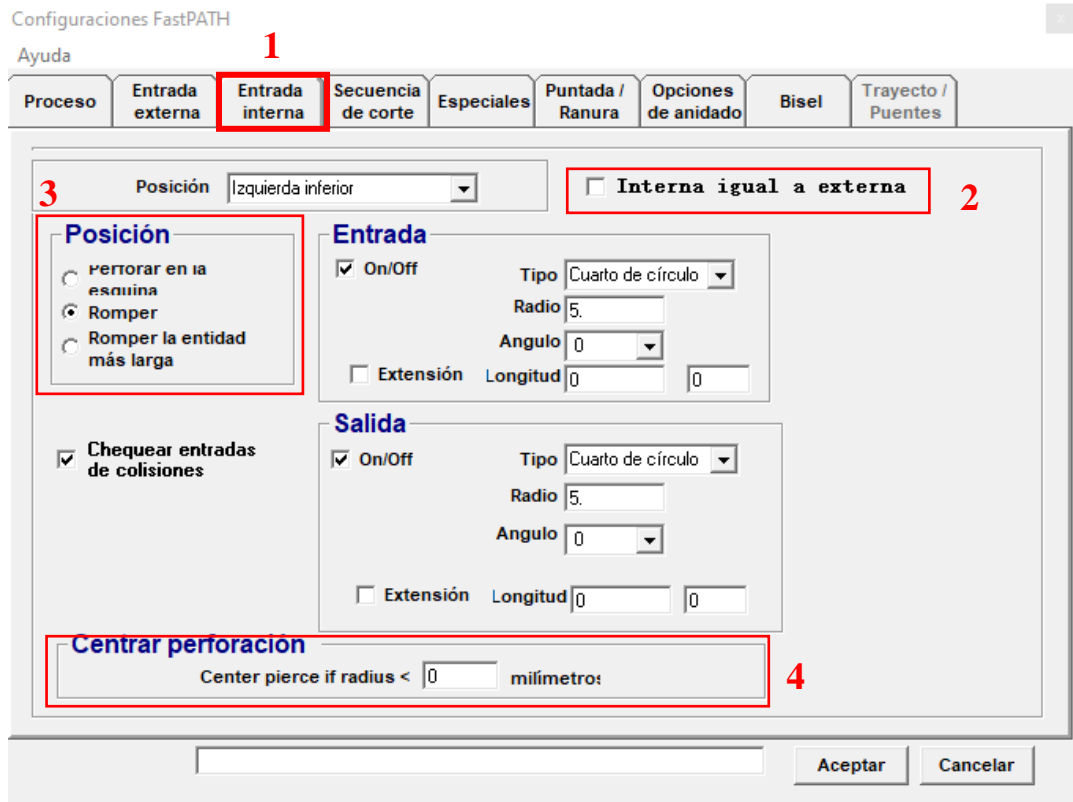 Configuraciones FastPATH
x
Ayuda
1
Proceso
Entrada
externa
Entrada
interna
Secuencia
de corte
Especiales
Puntada /
Ranura
Opciones
de anidado
Bisel
Trayecto /
Puentes
3
Posición
Izquierda inferior
Interna igual a externa
2
Posición
Perforar en la
esquina
Romper
Romper la entidad
más larga
Entrada
On/Off
Tipo
Cuarto de círculo
Radio
5.
Angulo
0
Extensión
Longitud
0
0
Chequear entradas
de colisiones
Salida
On/Off
Tipo
Cuarto de círculo
Radio
5.
Angulo
0
Extensión
Longitud
0
0
Centrar perforación
Center pierce if radius <
0
milímetros
4
Aceptar
Cancelar